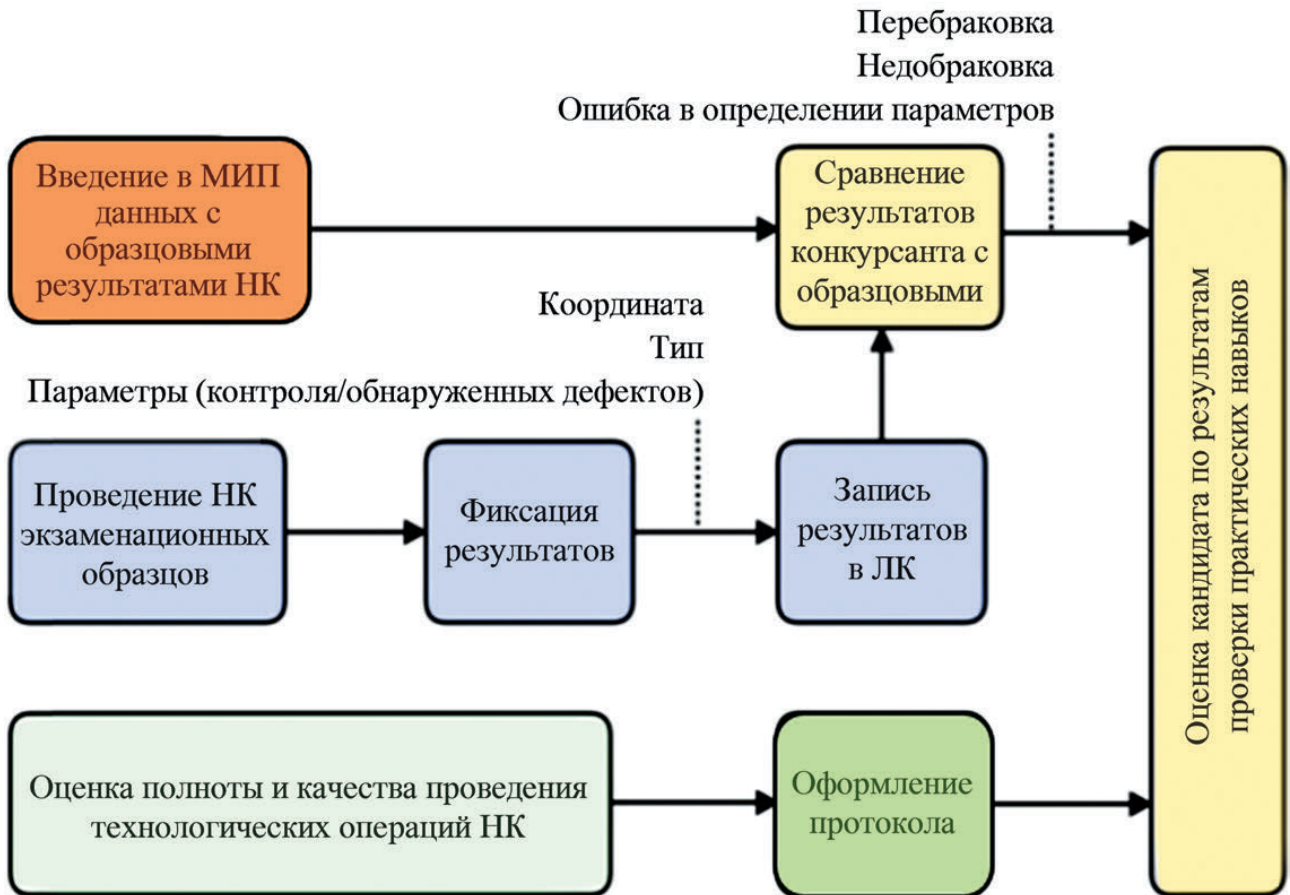 Перебраковка
Недобраковка
Ошибка в определении параметров
Введение в МИП
данных с
образцовыми
результатами НК
Сравнение
результатов
конкурсанта с
образцовыми
Координата
Тип
Параметры (контроля/обнаруженных дефектов)
Проведение НК
экзаменационных
образцов
Фиксация
результатов
Запись
результатов
в ЛК
Оценка полноты и качества проведения
технологических операций НК
Оформление
протокола
Оценка кандидата по результатам
проверки практических навыков